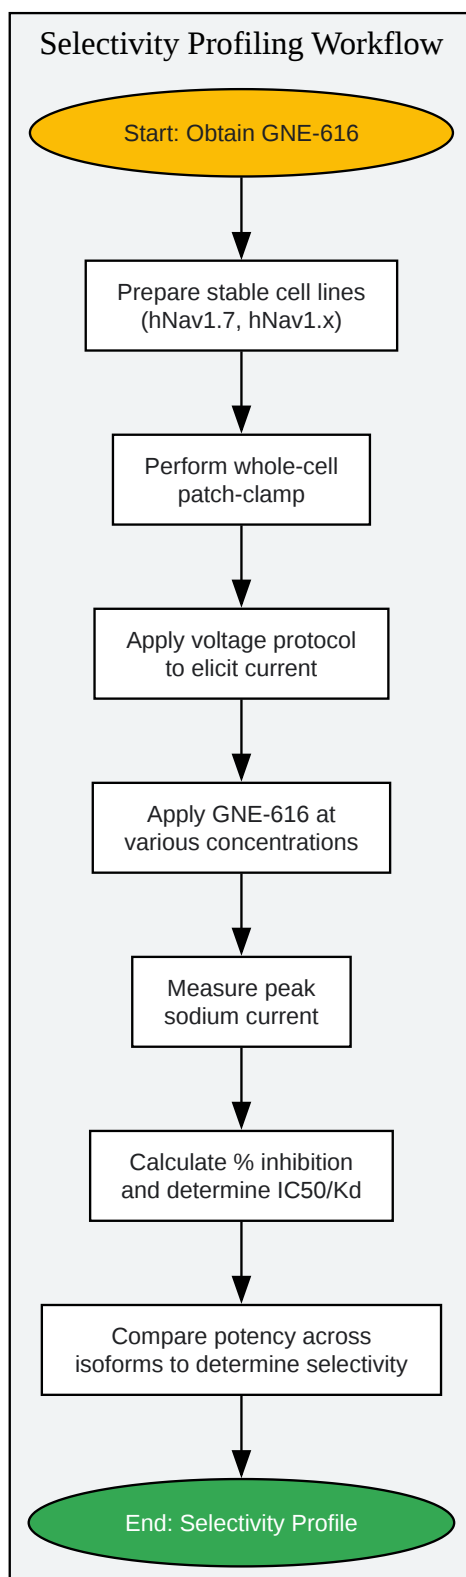 Selectivity Profiling Workflow
Start: Obtain GNE-616
Prepare stable cell lines
(hNav1.7, hNav1.x)
Perform whole-cell
patch-clamp
Apply voltage protocol
to elicit current
Apply GNE-616 at
various concentrations
Measure peak
sodium current
Calculate % inhibition
and determine IC50/Kd
Compare potency across
isoforms to determine selectivity
End: Selectivity Profile